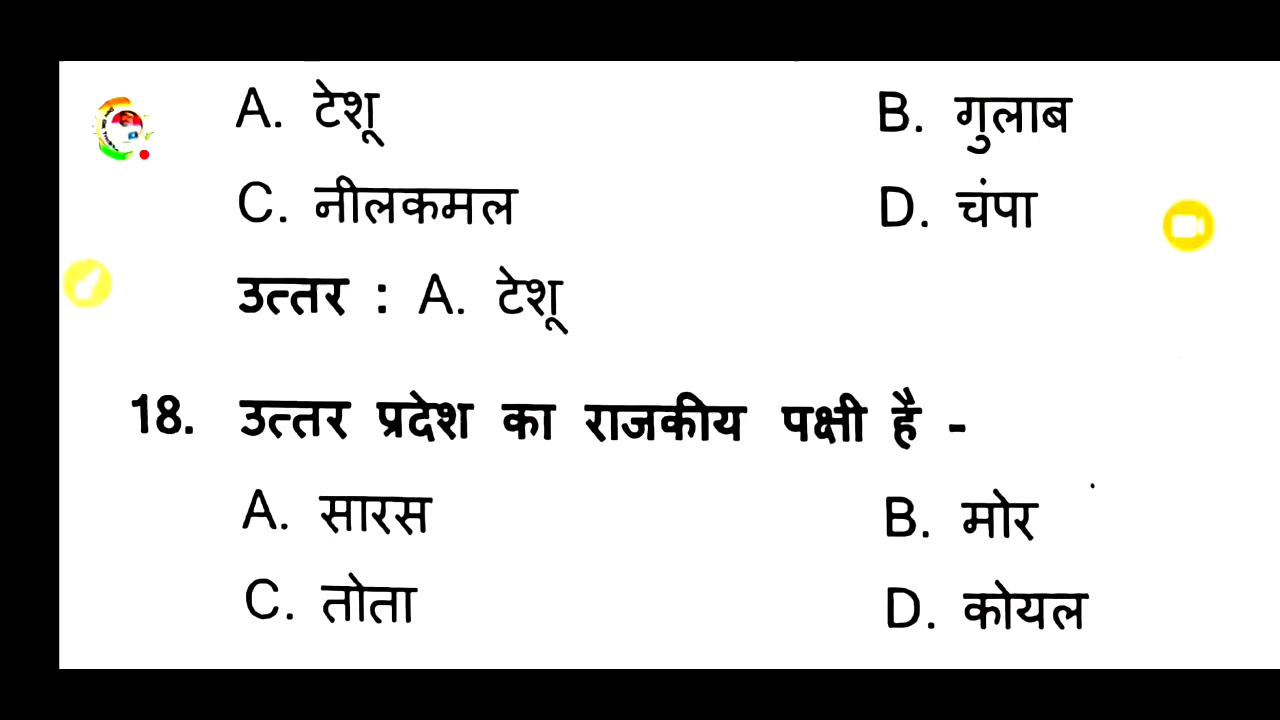 A. टेशू B. गुलाब
C. नीलकमल D. चंपा
उत्तर : A. टेशू
18. उत्तर प्रदेश का राजकीय पक्षी है -
A. सारस B. मोर
C. तोता D. कोयल